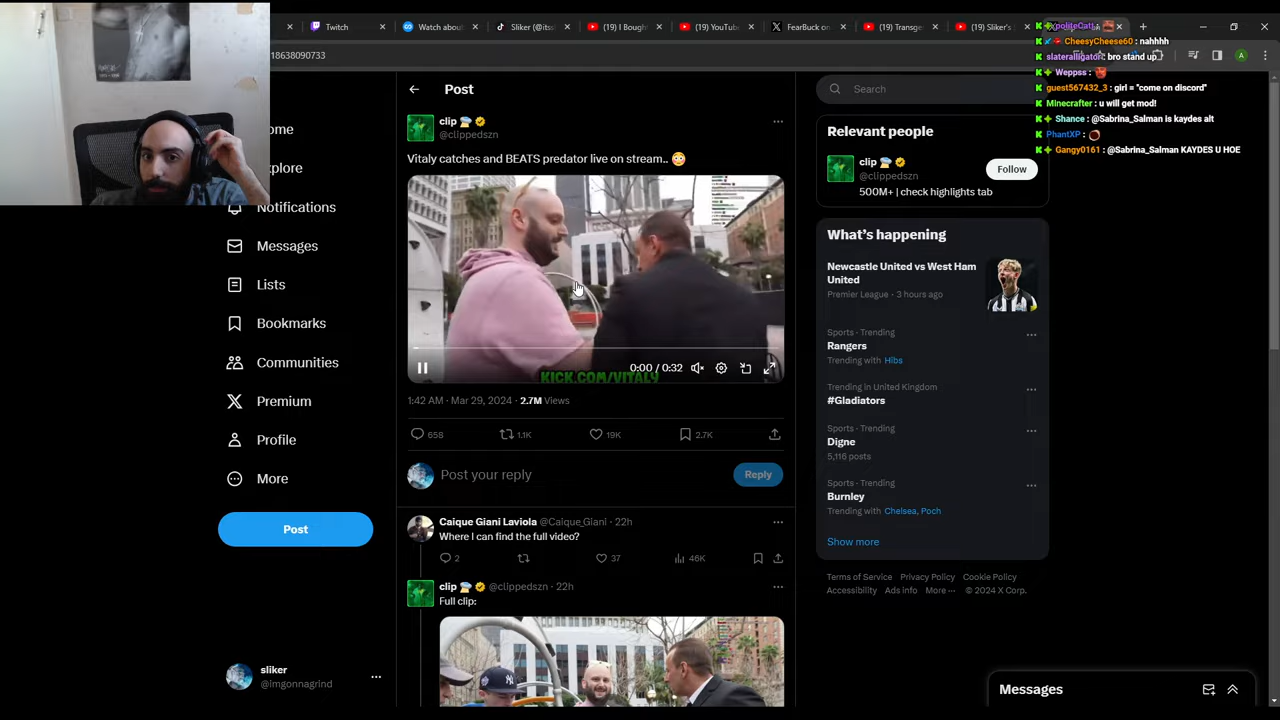 Twitch
Watch about
Sliker (@itss
(19) I Bough
(19) YouTube
FearBuck on
(19) Transge
(19) Sliker's
18638090733
politeCat:
CheesyCheese60 : nahhhh
slateralligator: bro stand up
Weppss :
guest567432_3 : girl = "come on discord"
Minecrafter : u will get mod!
Shance : @Sabrina_Salman is kaydes alt
PhantXP :
Gangy0161 : @Sabrina_Salman KAYDES U HOE
ome
xplore
Notifications
Messages
Lists
Bookmarks
Communities
Premium
Profile
More
Post
sliker
@imgonnagrind
Post
clip
@clippedszn
Vitaly catches and BEATS predator live on stream..
0:00 / 0:32
KICK.COM/VITALY
1:42 AM · Mar 29, 2024 · 2.7M Views
658
1.1K
19K
2.7K
Post your reply
Reply
Caique Giani Laviola @Caique_Giani · 22h
Where I can find the full video?
2
37
46K
clip @clippedszn · 22h
Full clip:
Search
Relevant people
clip
@clippedszn
Follow
500M+ | check highlights tab
What's happening
Newcastle United vs West Ham
United
Premier League · 3 hours ago
Sports · Trending
Rangers
Trending with Hibs
Trending in United Kingdom
#Gladiators
Sports · Trending
Digne
5,116 posts
Sports · Trending
Burnley
Trending with Chelsea, Poch
Show more
Terms of Service Privacy Policy Cookie Policy
Accessibility Ads info More ··· © 2024 X Corp.
Messages